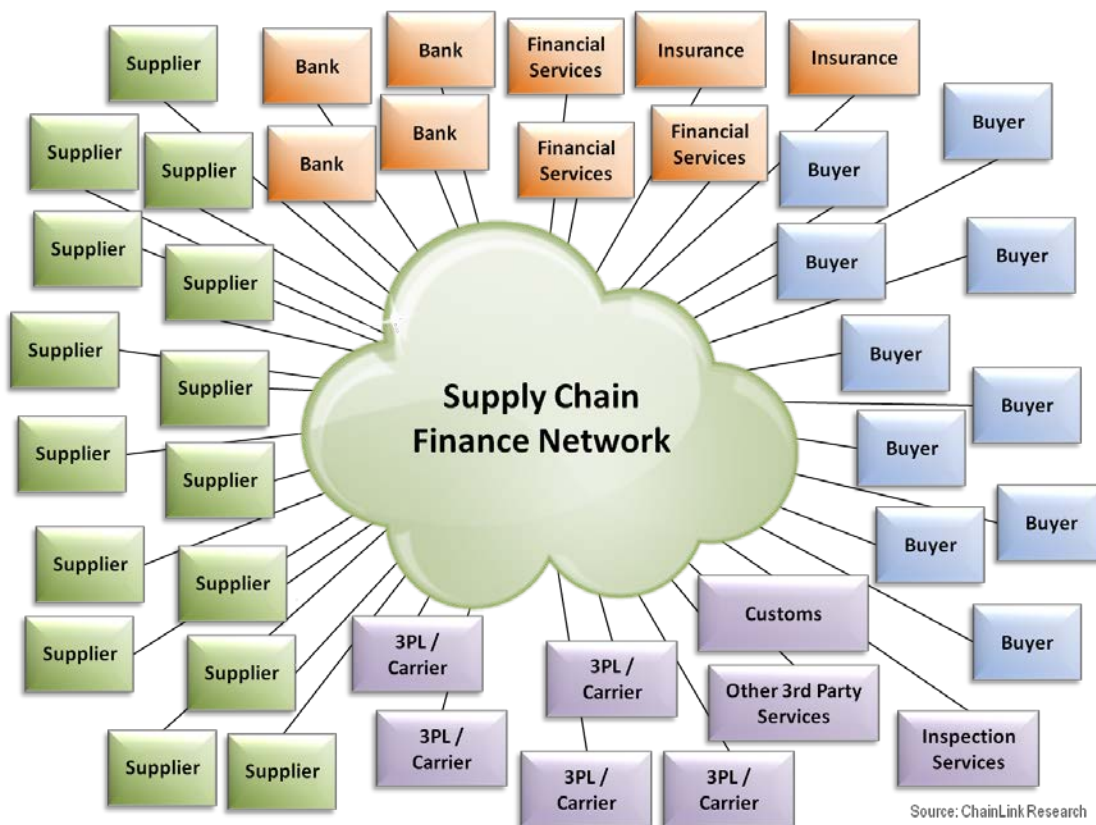 Supplier
Bank
Bank
Financial
Services
Insurance
Insurance
Supplier
Supplier
Bank
Bank
Financial
Services
Financial
Services
Buyer
Buyer
Supplier
Supplier
Buyer
Buyer
Supplier
Supplier
Buyer
Buyer
Supply Chain
Finance Network
Supplier
Supplier
Buyer
Buyer
Supplier
Supplier
Buyer
Supplier
Supplier
3PL /
Carrier
3PL /
Carrier
Customs
Buyer
Other 3rd Party
Services
Supplier
Supplier
3PL /
Carrier
3PL /
Carrier
3PL /
Carrier
Inspection
Services
Source: ChainLink Research